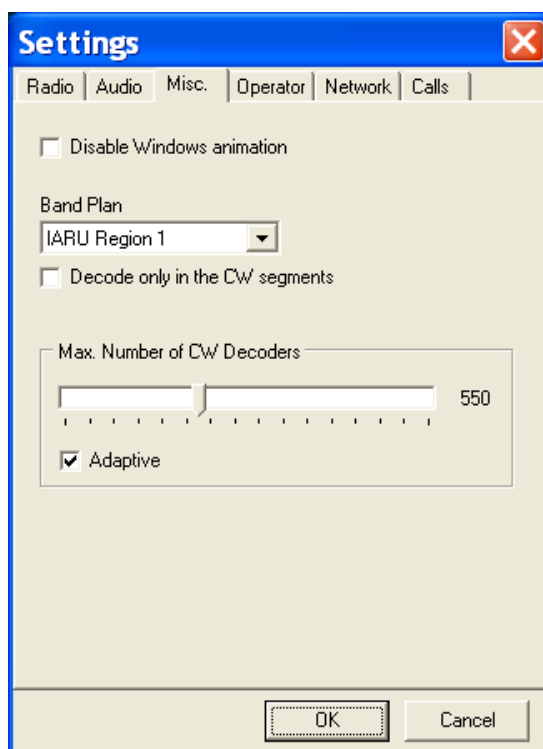 Settings
Radio Audio Misc. Operator Network Calls
Disable Windows animation
Band Plan
IARU Region 1
Decode only in the CW segments
Max. Number of CW Decoders
550
Adaptive
OK Cancel